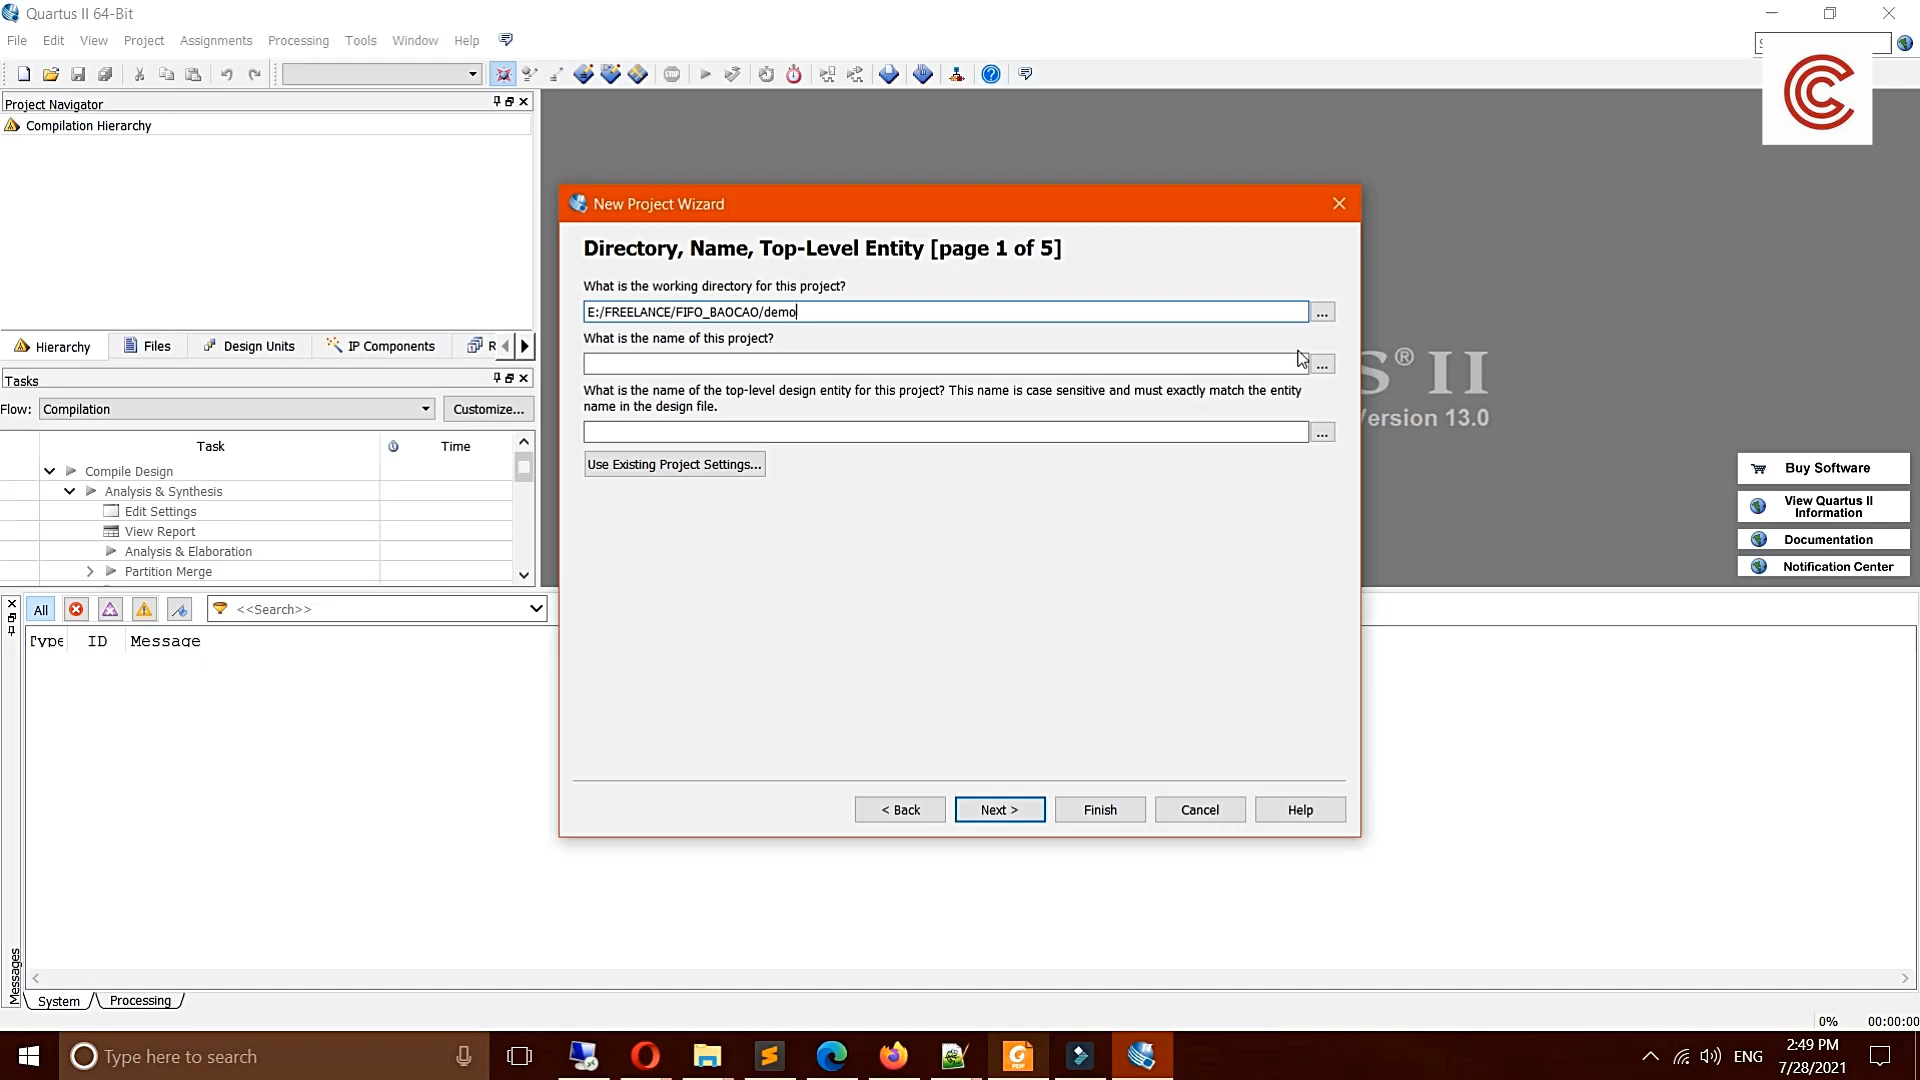 Quartus II 64-Bit
File Edit View Project Assignments Processing Tools Window Help
Project Navigator
Compilation Hierarchy
Hierarchy Files Design Units IP Components R
Tasks
Flow: Compilation Customize...
Task Time
Compile Design
Analysis & Synthesis
Edit Settings
View Report
Analysis & Elaboration
Partition Merge
New Project Wizard
Directory, Name, Top-Level Entity [page 1 of 5]
What is the working directory for this project?
E:/FREELANCE/FIFO_BAOCAO/demo
...
What is the name of this project?
...
What is the name of the top-level design entity for this project? This name is case sensitive and must exactly match the entity
name in the design file.
...
Use Existing Project Settings...
< Back Next > Finish Cancel Help
S® II
Version 13.0
Buy Software
View Quartus II
Information
Documentation
Notification Center
All <<Search>>
Type ID Message
Messages
System Processing
0% 00:00:00
Type here to search
ENG
2:49 PM
7/28/2021